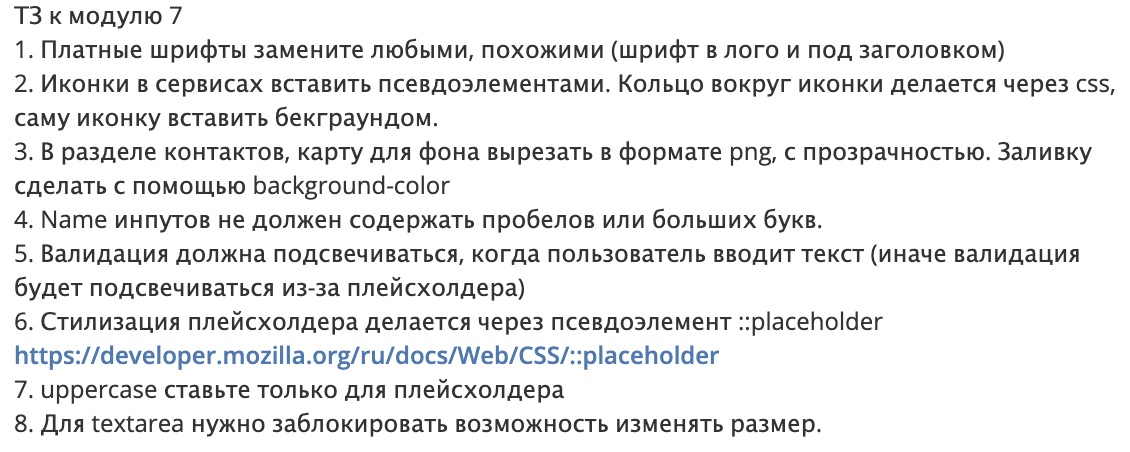 ТЗ к модулю 7
1. Платные шрифты замените любыми, похожими (шрифт в лого и под заголовком)
2. Иконки в сервисах вставить псевдоэлементами. Кольцо вокруг иконки делается через css,
саму иконку вставить бекграундом.
3. В разделе контактов, карту для фона вырезать в формате png, с прозрачностью. Заливку
сделать с помощью background-color
4. Name инпутов не должен содержать пробелов или больших букв.
5. Валидация должна подсвечиваться, когда пользователь вводит текст (иначе валидация
будет подсвечиваться из-за плейсхолдера)
6. Стилизация плейсхолдера делается через псевдоэлемент ::placeholder
https://developer.mozilla.org/ru/docs/Web/CSS/::placeholder
7. uppercase ставьте только для плейсхолдера
8. Для textarea нужно заблокировать возможность изменять размер.